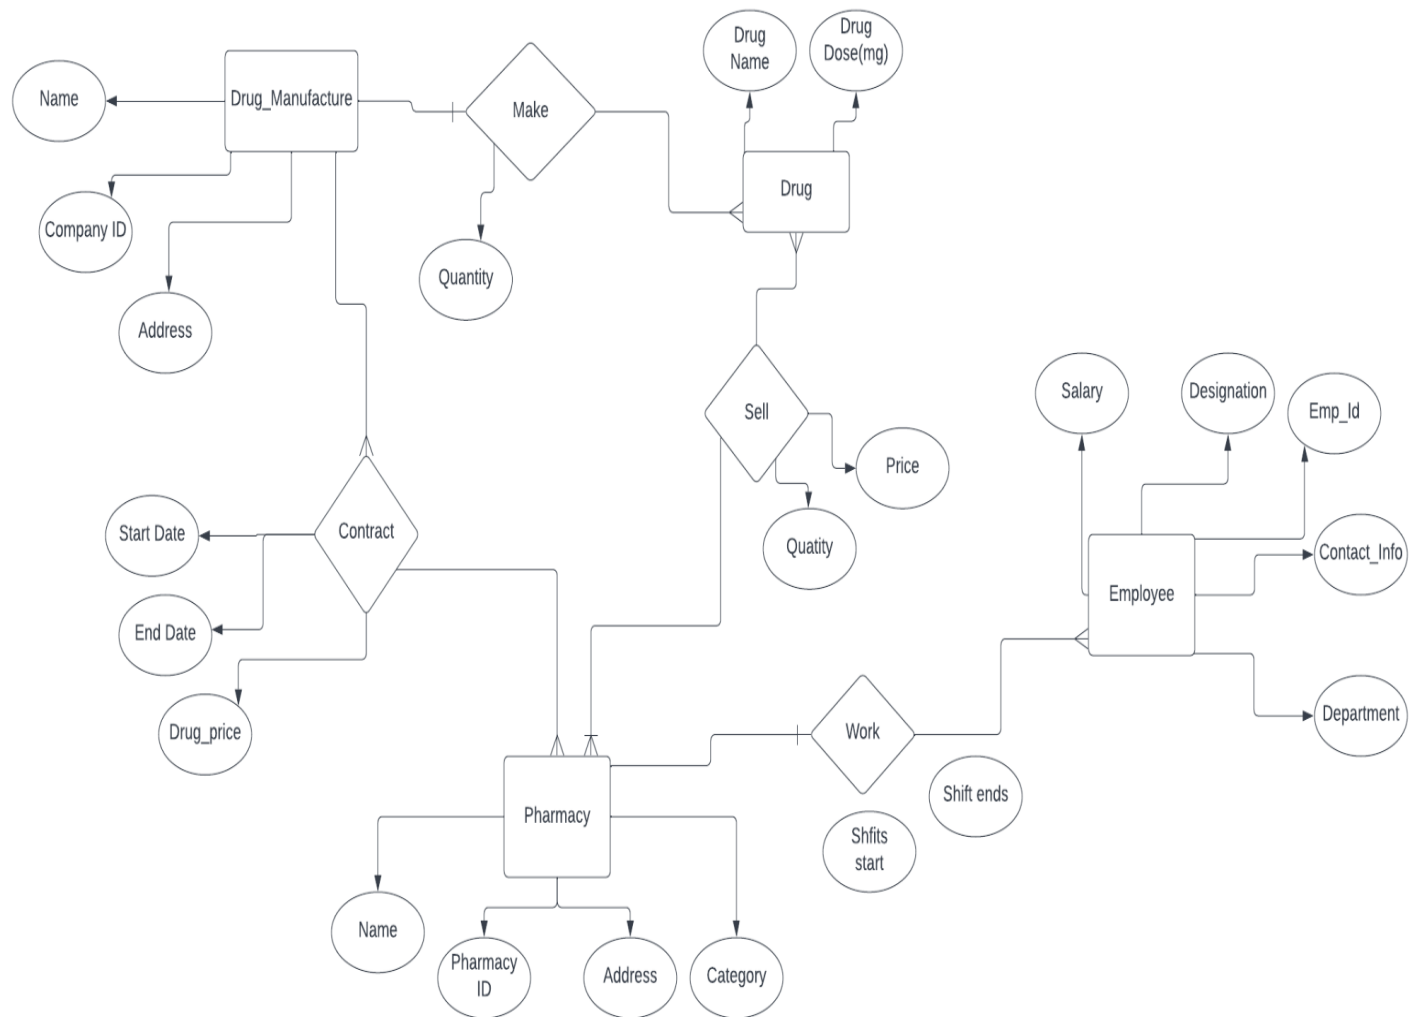 Drug
Name
Drug
Dose(mg)
Name
Drug_Manufacture
Make
Drug
Company ID
Quantity
Address
Salary
Designation
Emp_Id
Sell
Price
Start Date
Contract
Quatity
Contact_Info
Employee
End Date
Drug_price
Work
Department
Shift ends
Pharmacy
Shfits
start
Name
Pharmacy
ID
Address
Category